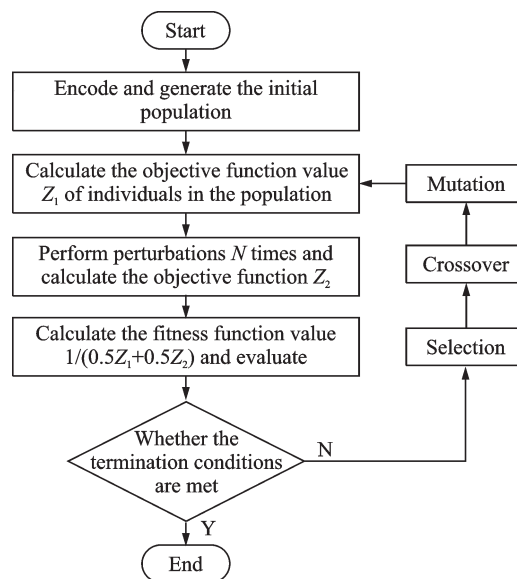 Start
Encode and generate the initial
population
Calculate the objective function value
Z₁ of individuals in the population
Perform perturbations N times and
calculate the objective function Z₂
Calculate the fitness function value
1/(0.5Z₁+0.5Z₂) and evaluate
Whether the
termination conditions
are met
N
Y
End
Selection
Crossover
Mutation